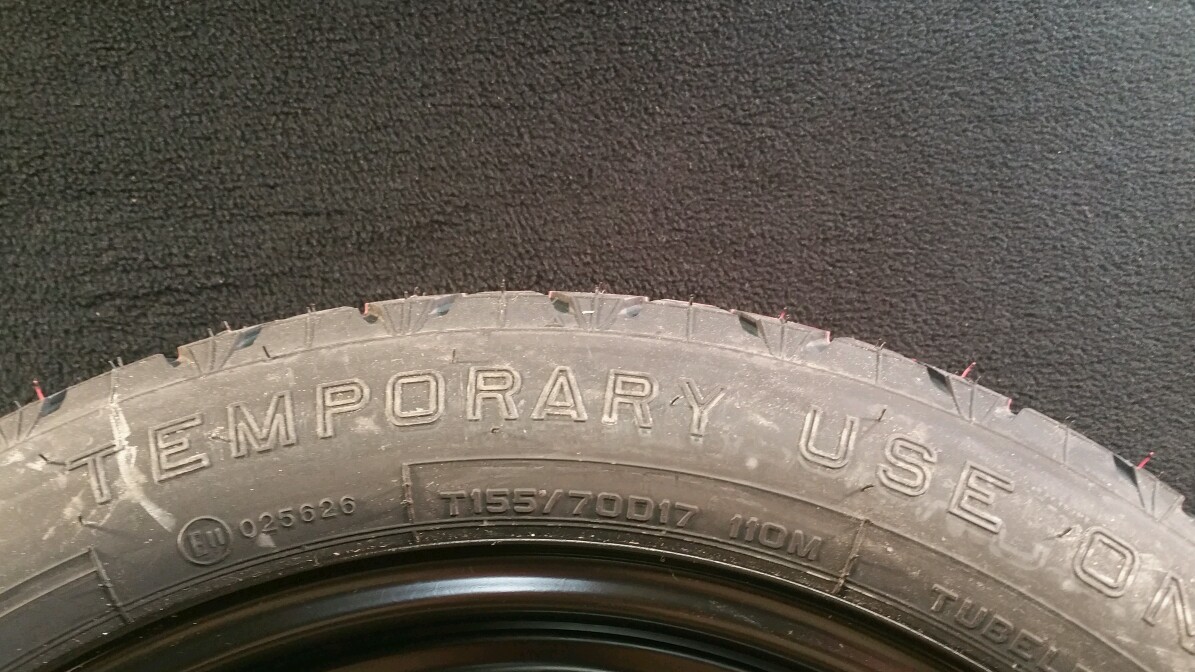 TEMPORARY USE ON
E11 025626
T155/70D17 110M
TUBEL